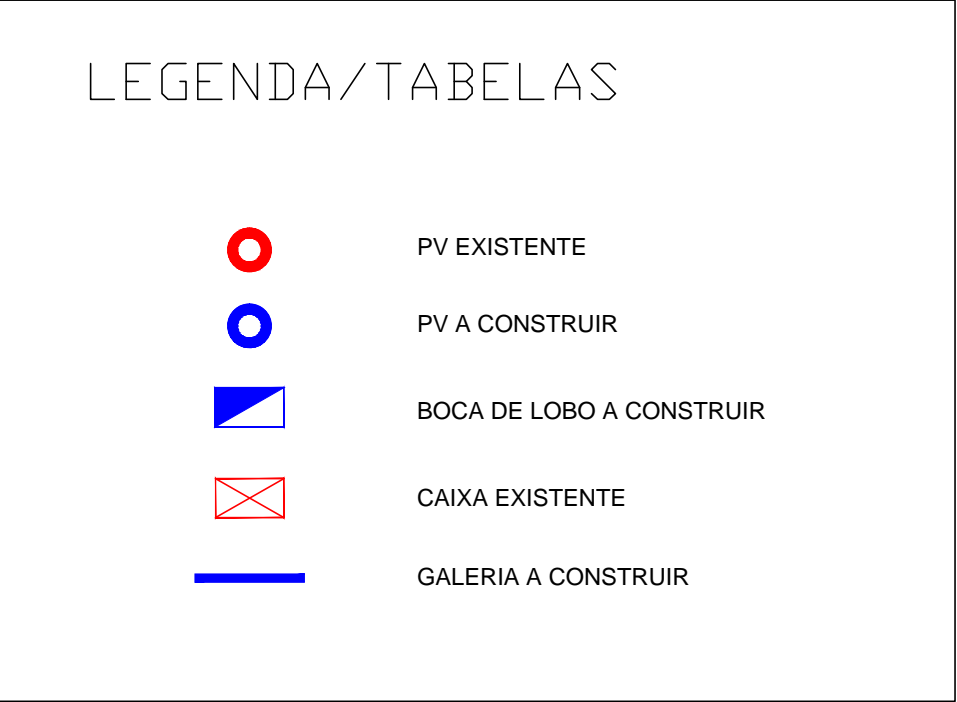 LEGENDA/TABELAS
PV EXISTENTE
PV A CONSTRUIR
BOCA DE LOBO A CONSTRUIR
CAIXA EXISTENTE
GALERIA A CONSTRUIR